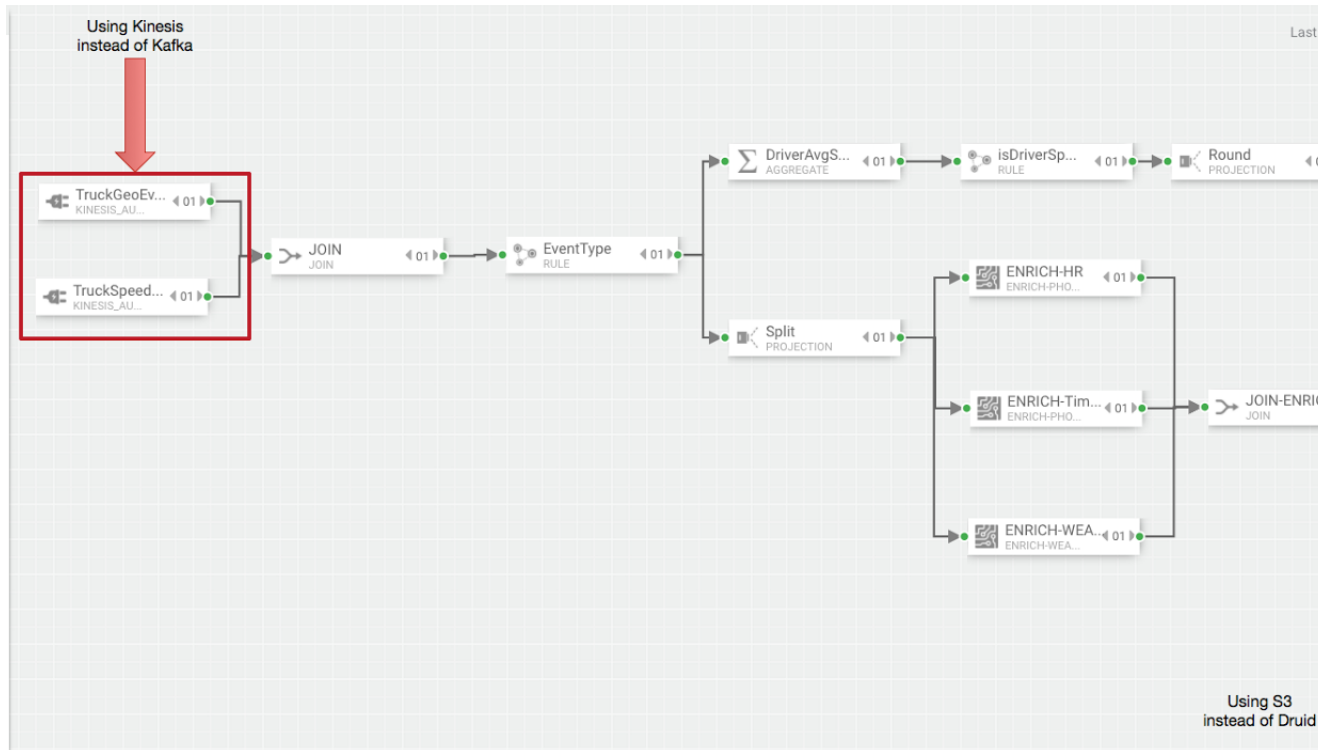 Using Kinesis
instead of Kafka
Last
TruckGeoEv...
KINESIS_AU...
01
TruckSpeed...
KINESIS_AU...
01
JOIN
JOIN
01
EventType
RULE
01
DriverAvgS...
AGGREGATE
01
isDriverSp...
RULE
01
Round
PROJECTION
Split
PROJECTION
01
ENRICH-HR
ENRICH-PHO...
01
ENRICH-Tim...
ENRICH-PHO...
01
ENRICH-WEA...
ENRICH-WEA...
01
JOIN-ENRIC
JOIN
Using S3
instead of Druid